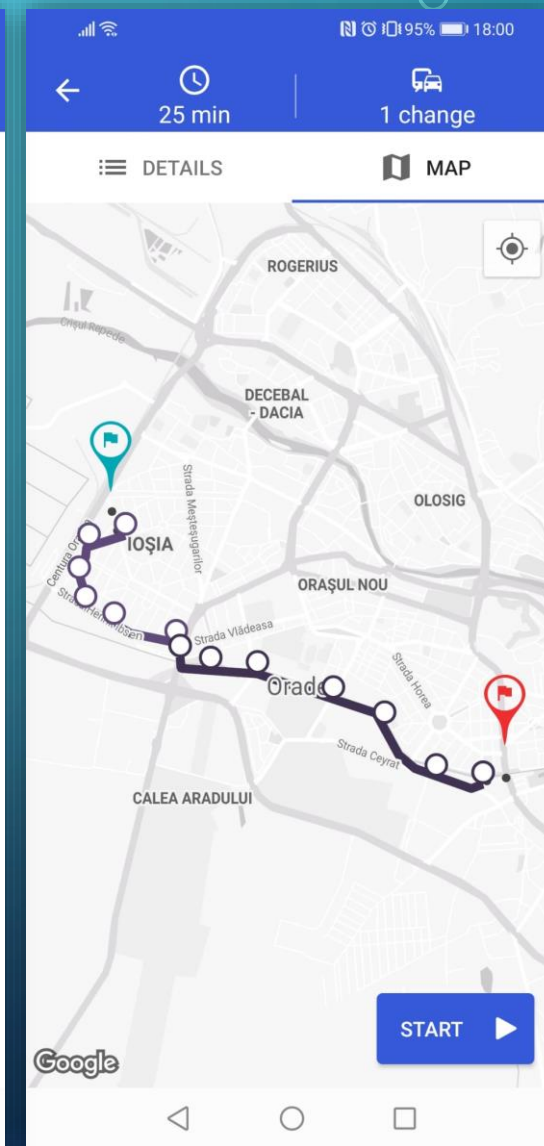 95% 18:00
25 min
1 change
DETAILS
MAP
ROGERIUS
Crișul Repede
DECEBAL
- DACIA
Strada Meșteșugarilor
OLOSIG
IOȘIA
ORAȘUL NOU
Strada Vlădeasa
Strada Horea
Strada Ceyrat
CALEA ARADULUI
START
Google